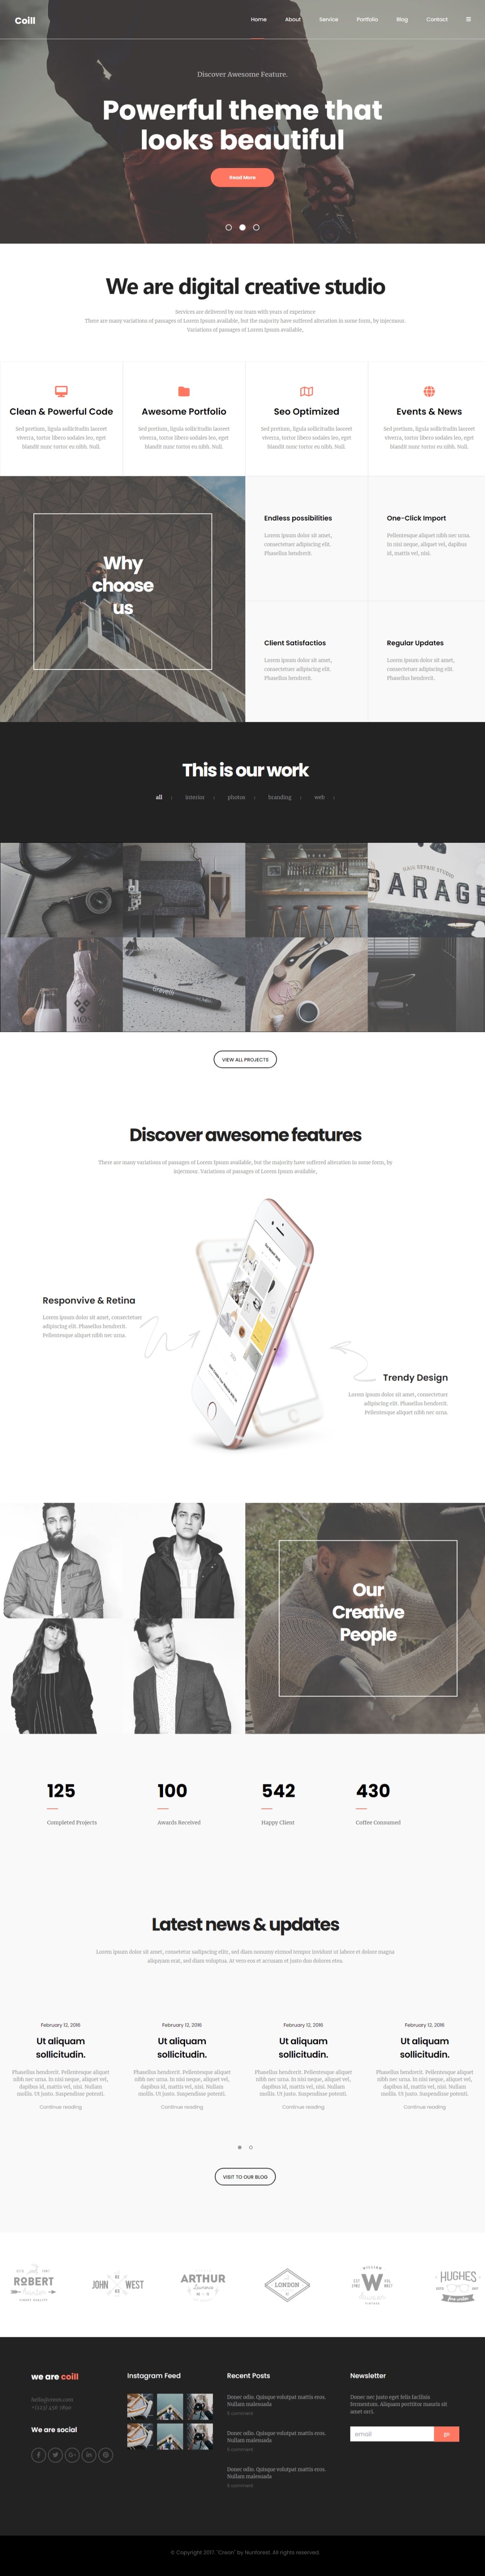 Coill
Home About Service Portfolio Blog Contact
Discover Awesome Feature.
Powerful theme that
looks beautiful
Read More
We are digital creative studio
Services are delivered by our team with years of exprience
There are many variations of passages of Lorem Ipsum available, but the majority have suffered alteration in some form, by injectmour.
Variations of passages of Lorem Ipsum available,
Clean & Powerful Code
Sed pretium, ligula sollicitudin laoreet
viverra, tortor libero sodales leo, eget
blandit nunc tortor eu nibh. Null.
Awesome Portfolio
Sed pretium, ligula sollicitudin laoreet
viverra, tortor libero sodales leo, eget
blandit nunc tortor eu nibh. Null.
Seo Optimized
Sed pretium, ligula sollicitudin laoreet
viverra, tortor libero sodales leo, eget
blandit nunc tortor eu nibh. Null.
Events & News
Sed pretium, ligula sollicitudin laoreet
viverra, tortor libero sodales leo, eget
blandit nunc tortor eu nibh. Null.
Why
choose
us
Endless possibilities
Lorem ipsum dolor sit amet,
consectetuer adipiscing elit.
Phasellus hendrerit.
One-Click Import
Pellentesque aliquet nibh nec urna.
In nisi neque, aliquet vel, dapibus
id, mattis vel, nisi.
Client Satisfactios
Lorem ipsum dolor sit amet,
consectetuer adipiscing elit.
Phasellus hendrerit.
Regular Updates
Lorem ipsum dolor sit amet,
consectetuer adipiscing elit.
Phasellus hendrerit.
This is our work
all / interior / photos / branding / web /
HAIR REPAIR STUDIO
GARAGE
MOS
Gravelli
VIEW ALL PROJECTS
Discover awesome features
There are many variations of passages of Lorem Ipsum available, but the majority have suffered alteration in some form, by
injectmour. Variations of passages of Lorem Ipsum available,
Responvive & Retina
Lorem ipsum dolor sit amet, consectetuer
adipiscing elit. Phasellus hendrerit.
Pellentesque aliquet nibh nec urna.
Trendy Design
Lorem ipsum dolor sit amet, consectetuer
adipiscing elit. Phasellus hendrerit.
Pellentesque aliquet nibh nec urna.
Our
Creative
People
125
Completed Projects
100
Awards Received
542
Happy Client
430
Coffee Consumed
Latest news & updates
Lorem ipsum dolor sit amet, consetetur sadipscing elitr, sed diam nonumy eirmod tempor invidunt ut labore et dolore magna
aliquyam erat, sed diam voluptua. At vero eos et accusam et justo duo dolores etea.
February 12, 2016
Ut aliquam
sollicitudin.
Phasellus hendrerit. Pellentesque aliquet
nibh nec urna. In nisi neque, aliquet vel,
dapibus id, mattis vel, nisi. Nullam
mollis. Ut justo. Suspendisse potenti.
Continue reading
February 12, 2016
Ut aliquam
sollicitudin.
Phasellus hendrerit. Pellentesque aliquet
nibh nec urna. In nisi neque, aliquet vel,
dapibus id, mattis vel, nisi. Nullam
mollis. Ut justo. Suspendisse potenti.
Continue reading
February 12, 2016
Ut aliquam
sollicitudin.
Phasellus hendrerit. Pellentesque aliquet
nibh nec urna. In nisi neque, aliquet vel,
dapibus id, mattis vel, nisi. Nullam
mollis. Ut justo. Suspendisse potenti.
Continue reading
February 12, 2016
Ut aliquam
sollicitudin.
Phasellus hendrerit. Pellentesque aliquet
nibh nec urna. In nisi neque, aliquet vel,
dapibus id, mattis vel, nisi. Nullam
mollis. Ut justo. Suspendisse potenti.
Continue reading
VISIT TO OUR BLOG
ROBERT
JOHN WEST
ARTHUR
LONDON
WILLIAM
W
HUGHES
we are coill
hello@creon.com
Instagram Feed
Recent Posts
Donec odio. Quisque volutpat mattis eros.
Nullam malesuada
6 comment
Donec odio. Quisque volutpat mattis eros.
Nullam malesuada
6 comment
Donec odio. Quisque volutpat mattis eros.
Nullam malesuada
6 comment
Newsletter
Donec nec justo eget felis facilisis
fermentum. Aliquam porttitor mauris sit
amet orci.
email go
We are social
© Copyright 2017. "Creon" by Nunforest. All rights reserved.